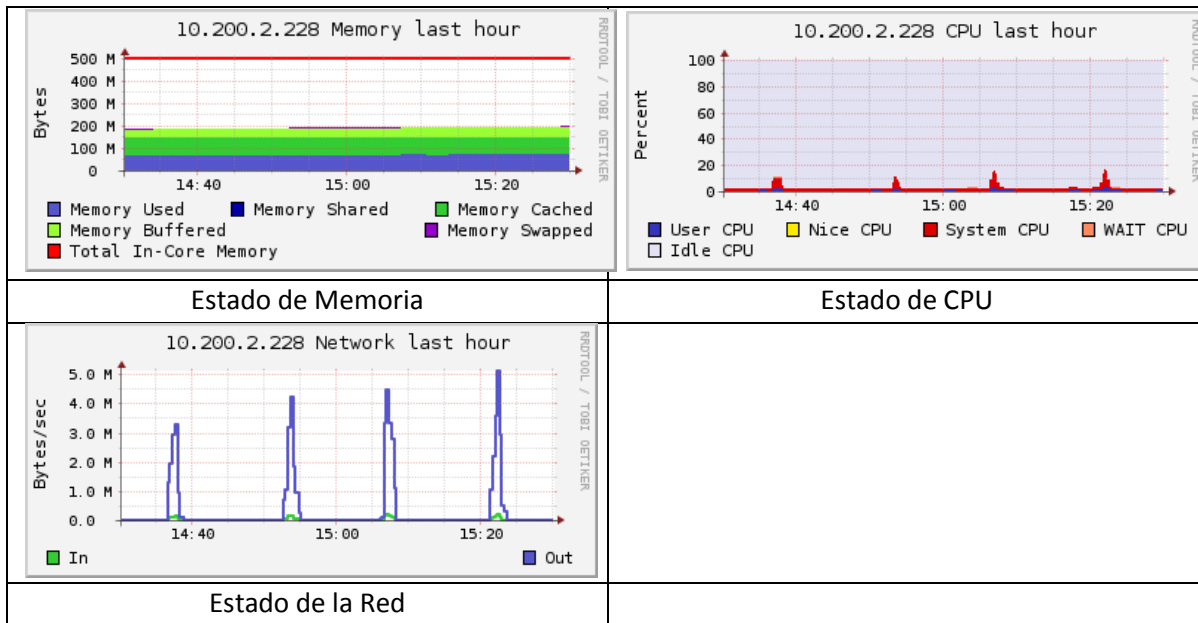 10.200.2.228 Memory last hour
RRDTOOL / TOBI OETIKER
Bytes
500 M
400 M
300 M
200 M
100 M
0
14:40 15:00 15:20
Memory Used Memory Shared Memory Cached
Memory Buffered Memory Swapped
Total In-Core Memory
10.200.2.228 CPU last hour
RRDTOOL / TOBI OETIKER
Percent
100
80
60
40
20
0
14:40 15:00 15:20
User CPU Nice CPU System CPU WAIT CPU
Idle CPU
Estado de Memoria
Estado de CPU
10.200.2.228 Network last hour
RRDTOOL / TOBI OETIKER
Bytes/sec
5.0 M
4.0 M
3.0 M
2.0 M
1.0 M
0.0
14:40 15:00 15:20
In Out
Estado de la Red